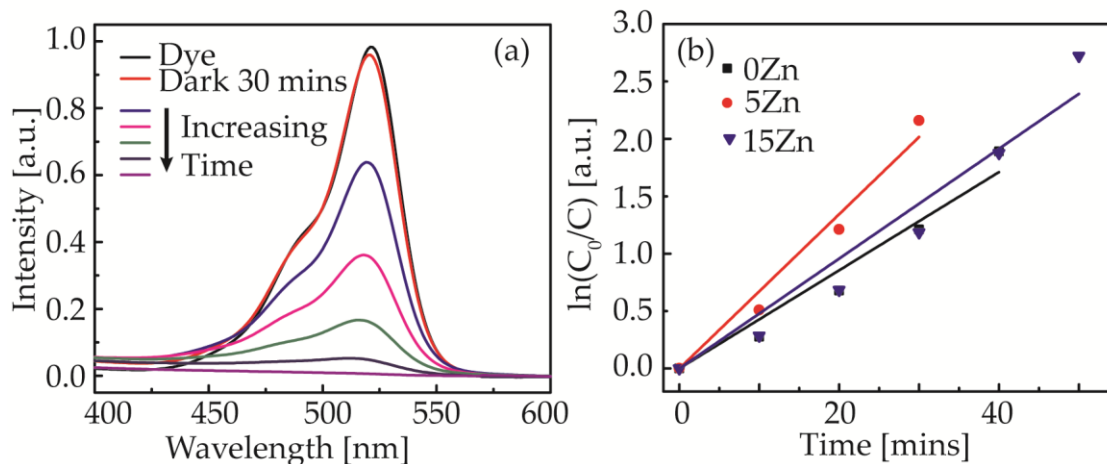 (a)
Dye
Dark 30 mins
Increasing
Time
1.0
0.8
0.6
0.4
0.2
0.0
Intensity [a.u.]
400
450
500
550
600
Wavelength [nm]
(b)
0Zn
5Zn
15Zn
3.0
2.5
2.0
1.5
1.0
0.5
0.0
ln(C₀/C) [a.u.]
0
20
40
Time [mins]